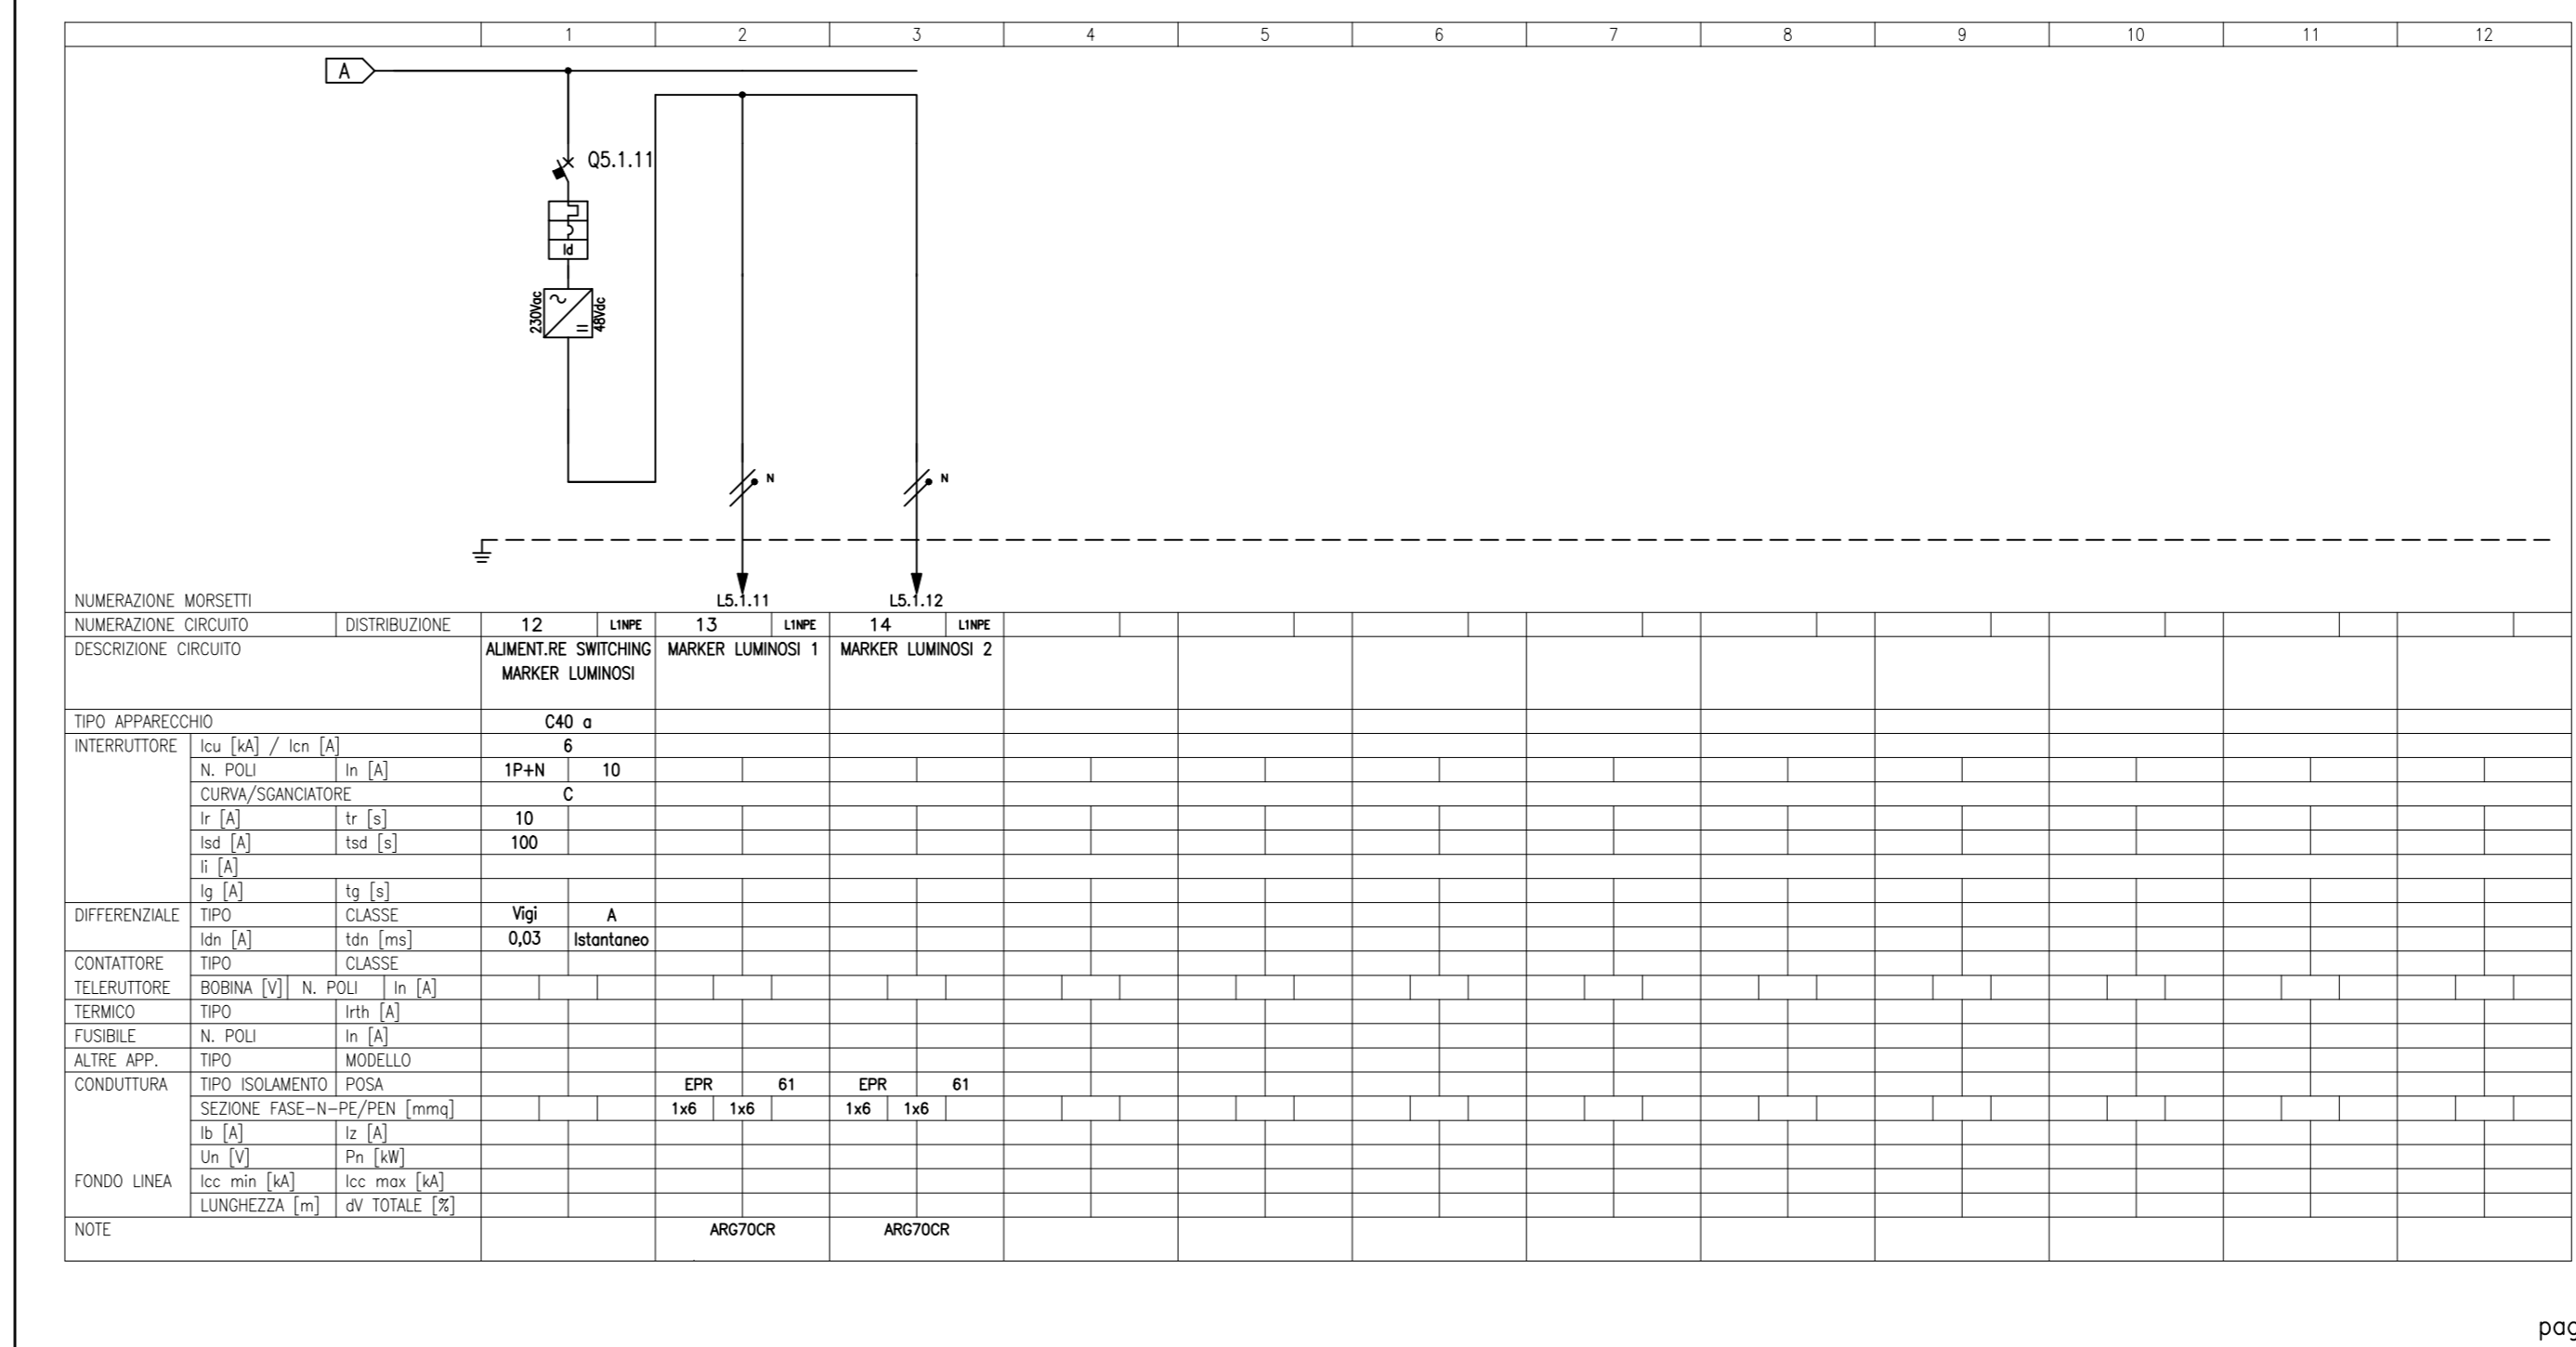 1 2 3 4 5 6 7 8 9 10 11 12
A
Q5.1.11
Id
230Vac 48Vdc
N N
NUMERAZIONE MORSETTI L5.1.11 L5.1.12
NUMERAZIONE CIRCUITO DISTRIBUZIONE 12 L1NPE 13 L1NPE 14 L1NPE
DESCRIZIONE CIRCUITO ALIMENT.RE SWITCHING MARKER LUMINOSI 1 MARKER LUMINOSI 2
MARKER LUMINOSI
TIPO APPARECCHIO C40 a
INTERRUTTORE Icu [kA] / Icn [A] 6
N. POLI In [A] 1P+N 10
CURVA/SGANCIATORE C
Ir [A] tr [s] 10
Isd [A] tsd [s] 100
Ii [A]
Ig [A] tg [s]
DIFFERENZIALE TIPO CLASSE Vigi A
Idn [A] tdn [ms] 0,03 Istantaneo
CONTATTORE TIPO CLASSE
TELERUTTORE BOBINA [V] N. POLI In [A]
TERMICO TIPO Irth [A]
FUSIBILE N. POLI In [A]
ALTRE APP. TIPO MODELLO
CONDUTTURA TIPO ISOLAMENTO POSA EPR 61 EPR 61
SEZIONE FASE-N-PE/PEN [mmq] 1x6 1x6 1x6 1x6
Ib [A] Iz [A]
Un [V] Pn [kW]
FONDO LINEA Icc min [kA] Icc max [kA]
LUNGHEZZA [m] dV TOTALE [%]
NOTE ARG7OCR ARG7OCR
pag